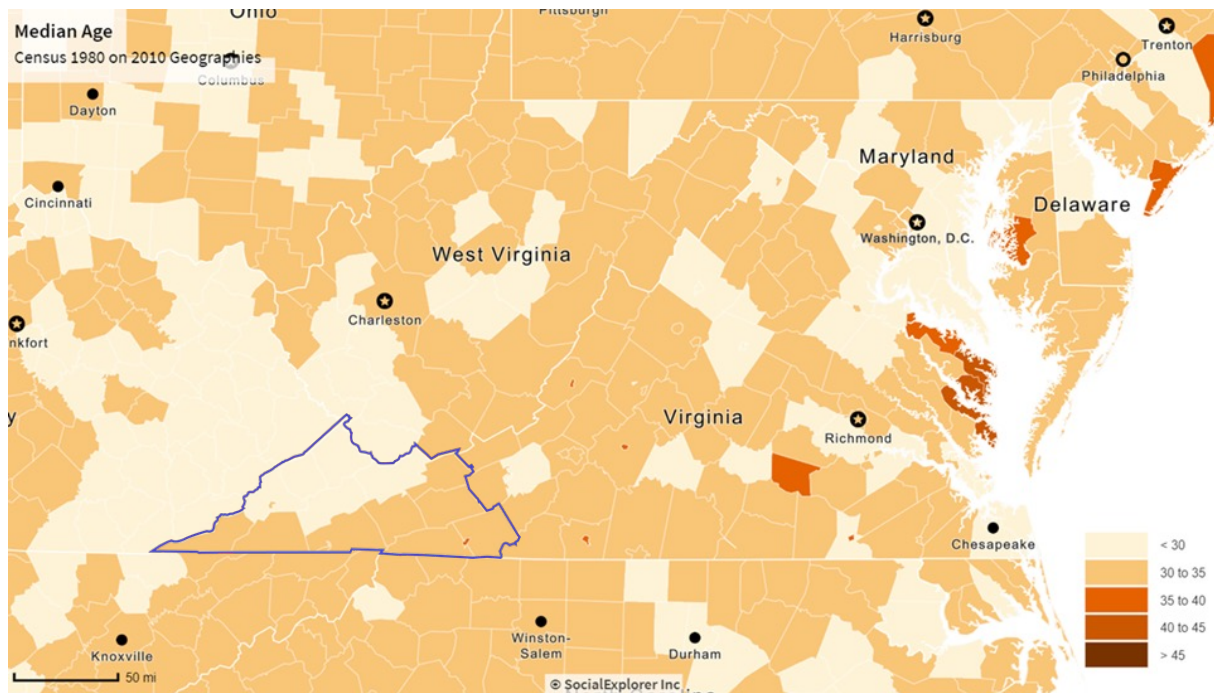 Ohio
Pittsburgh
Median Age
Census 1980 on 2010 Geographies
Columbus
Harrisburg
Trenton
Philadelphia
Dayton
Maryland
Cincinnati
Delaware
Washington, D.C.
West Virginia
Charleston
nkfort
y
Virginia
Richmond
Chesapeake
< 30
30 to 35
35 to 40
40 to 45
> 45
Winston-
Salem
Durham
Knoxville
50 mi
© SocialExplorer Inc